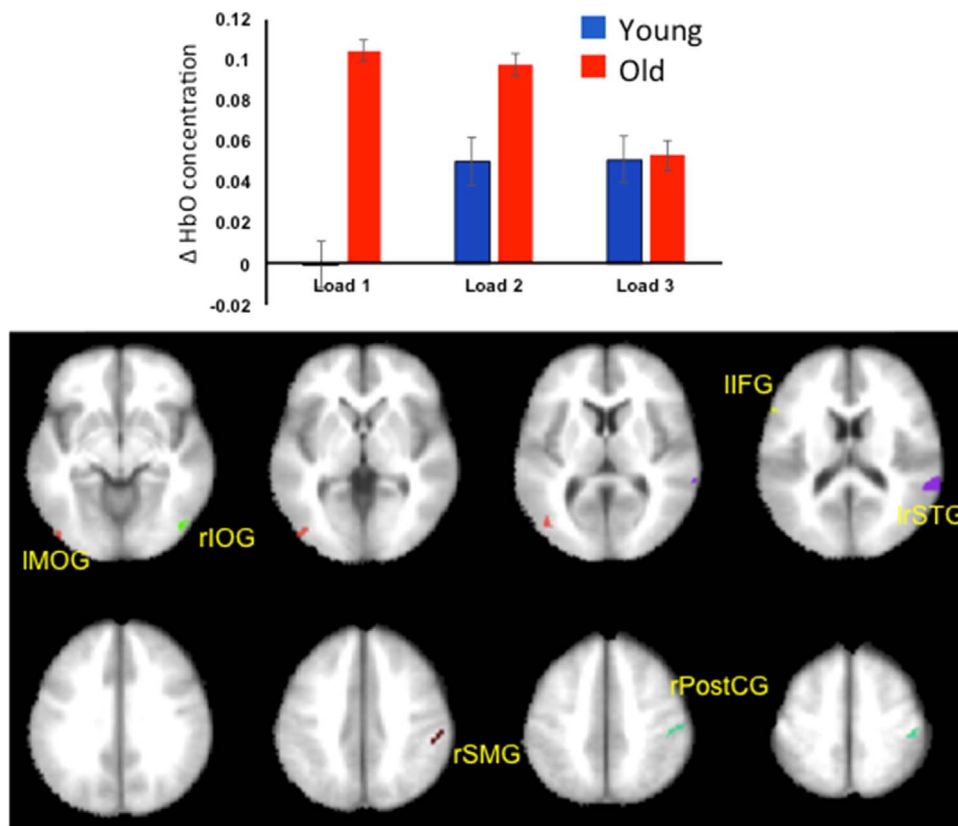 Δ HbO concentration
0.12
0.1
0.08
0.06
0.04
0.02
0
-0.02
Young
Old
Load 1
Load 2
Load 3
lIFG
lMOG
rIOG
lrSTG
rPostCG
rSMG